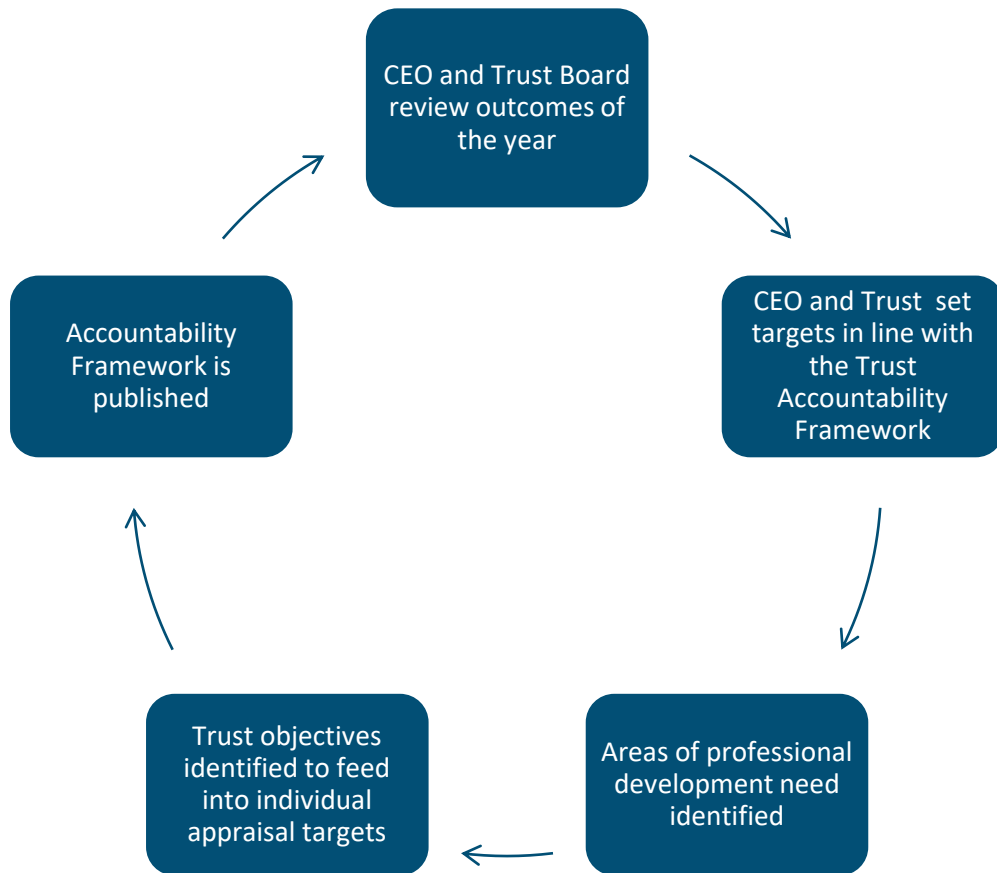 CEO and Trust Board
review outcomes of
the year
CEO and Trust  set
targets in line with
the Trust
Accountability
Framework
Areas of professional
development need
identified
Trust objectives
identified to feed
into individual
appraisal targets
Accountability
Framework is
published